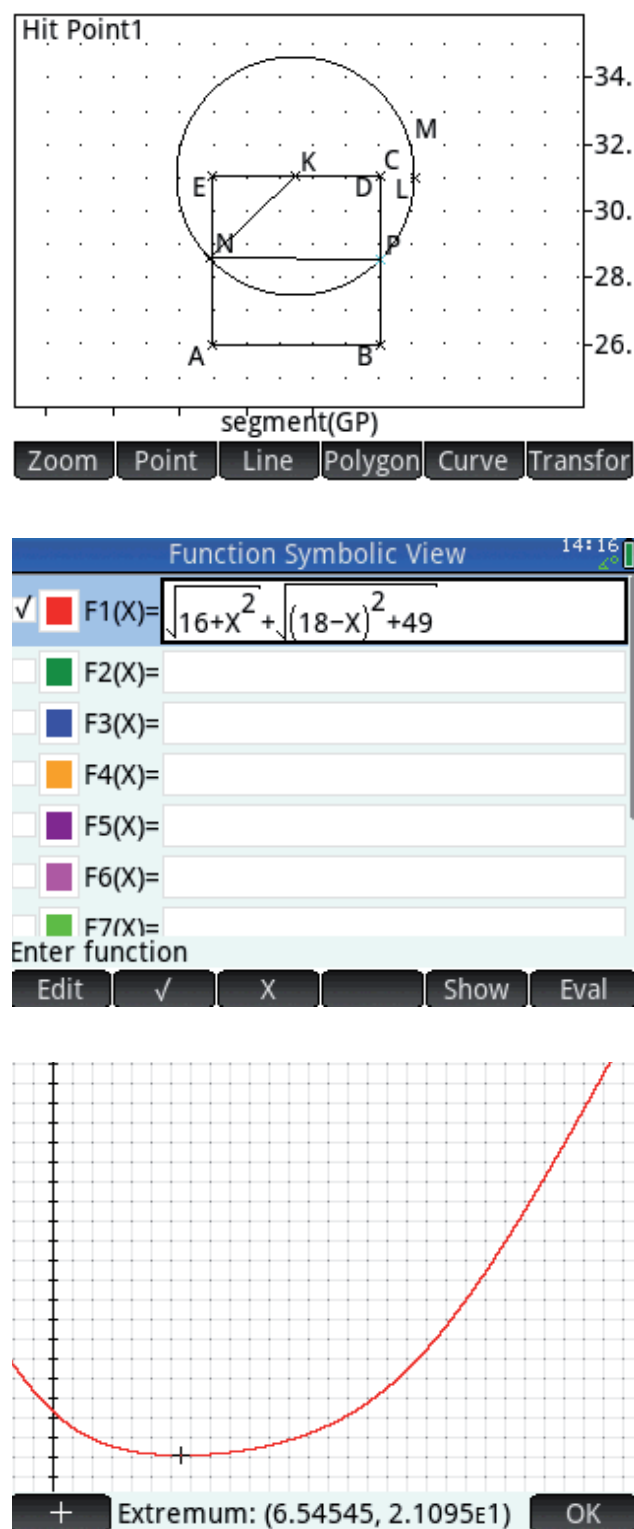 Hit Point1
34.
M
32.
K C
E D L
30.
N P
28.
A B
26.
segment(GP)
Zoom Point Line Polygon Curve Transfor
Function Symbolic View 14:16
√ F1(X)= √16+X² + √(18−X)²+49
F2(X)=
F3(X)=
F4(X)=
F5(X)=
F6(X)=
F7(X)=
Enter function
Edit √ X Show Eval
+ Extremum: (6.54545, 2.1095ᴇ1) OK